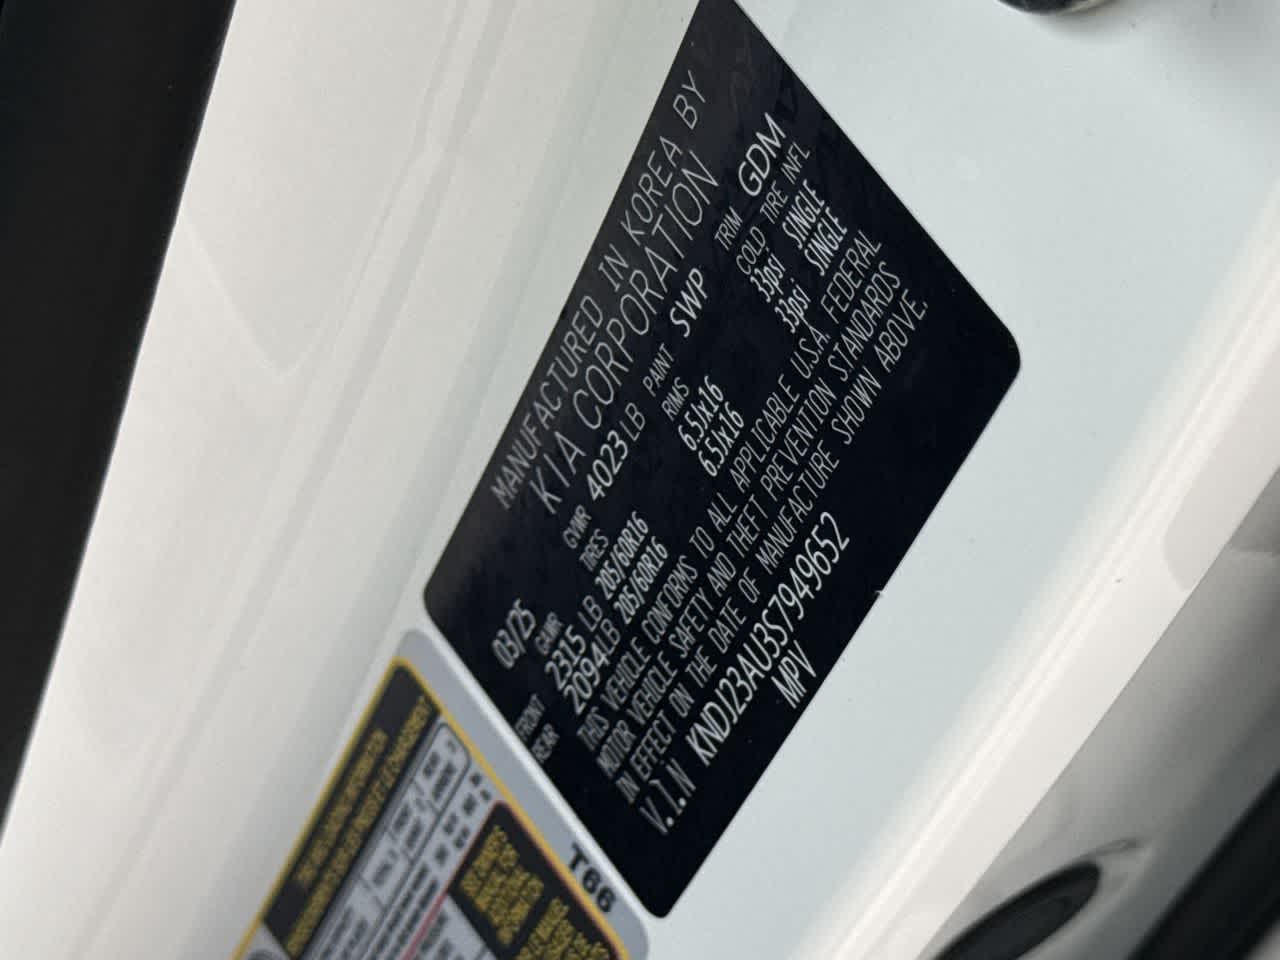 MANUFACTURED IN KOREA BY
KIA CORPORATION
03/25 GVWR 4023 LB PAINT SWP TRIM GDM
GAWR TIRES RIMS COLD TIRE INFL
FRONT 2315 LB 205/60R16 6.5Jx16 33psi SINGLE
REAR 2094LB 205/60R16 6.5Jx16 33psi SINGLE
THIS VEHICLE CONFORMS TO ALL APPLICABLE U.S.A. FEDERAL
MOTOR VEHICLE SAFETY AND THEFT PREVENTION STANDARDS
IN EFFECT ON THE DATE OF MANUFACTURE SHOWN ABOVE.
V.I.N KNDJ23AU3S7949652
MPV
T66